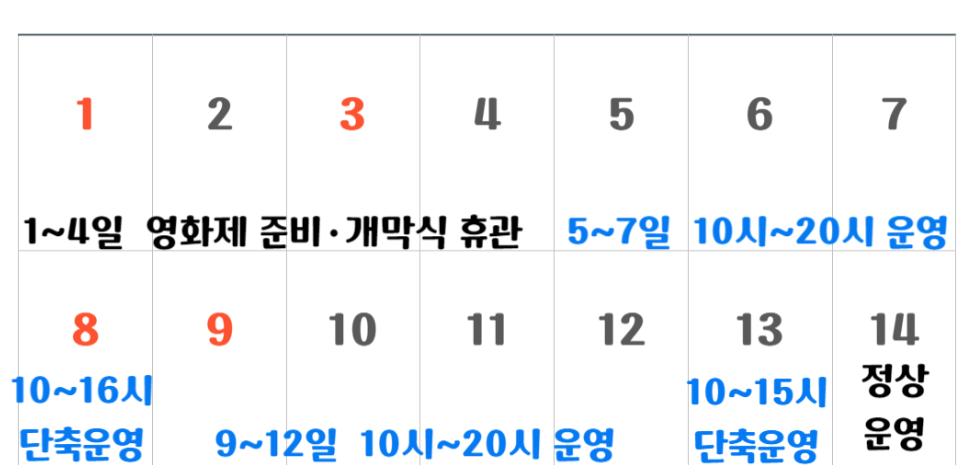 1 2 3 4 5 6 7
1~4일 영화제 준비·개막식 휴관 5~7일 10시~20시 운영
8 9 10 11 12 13 14
10~16시
단축운영
9~12일 10시~20시 운영
10~15시
단축운영
정상
운영